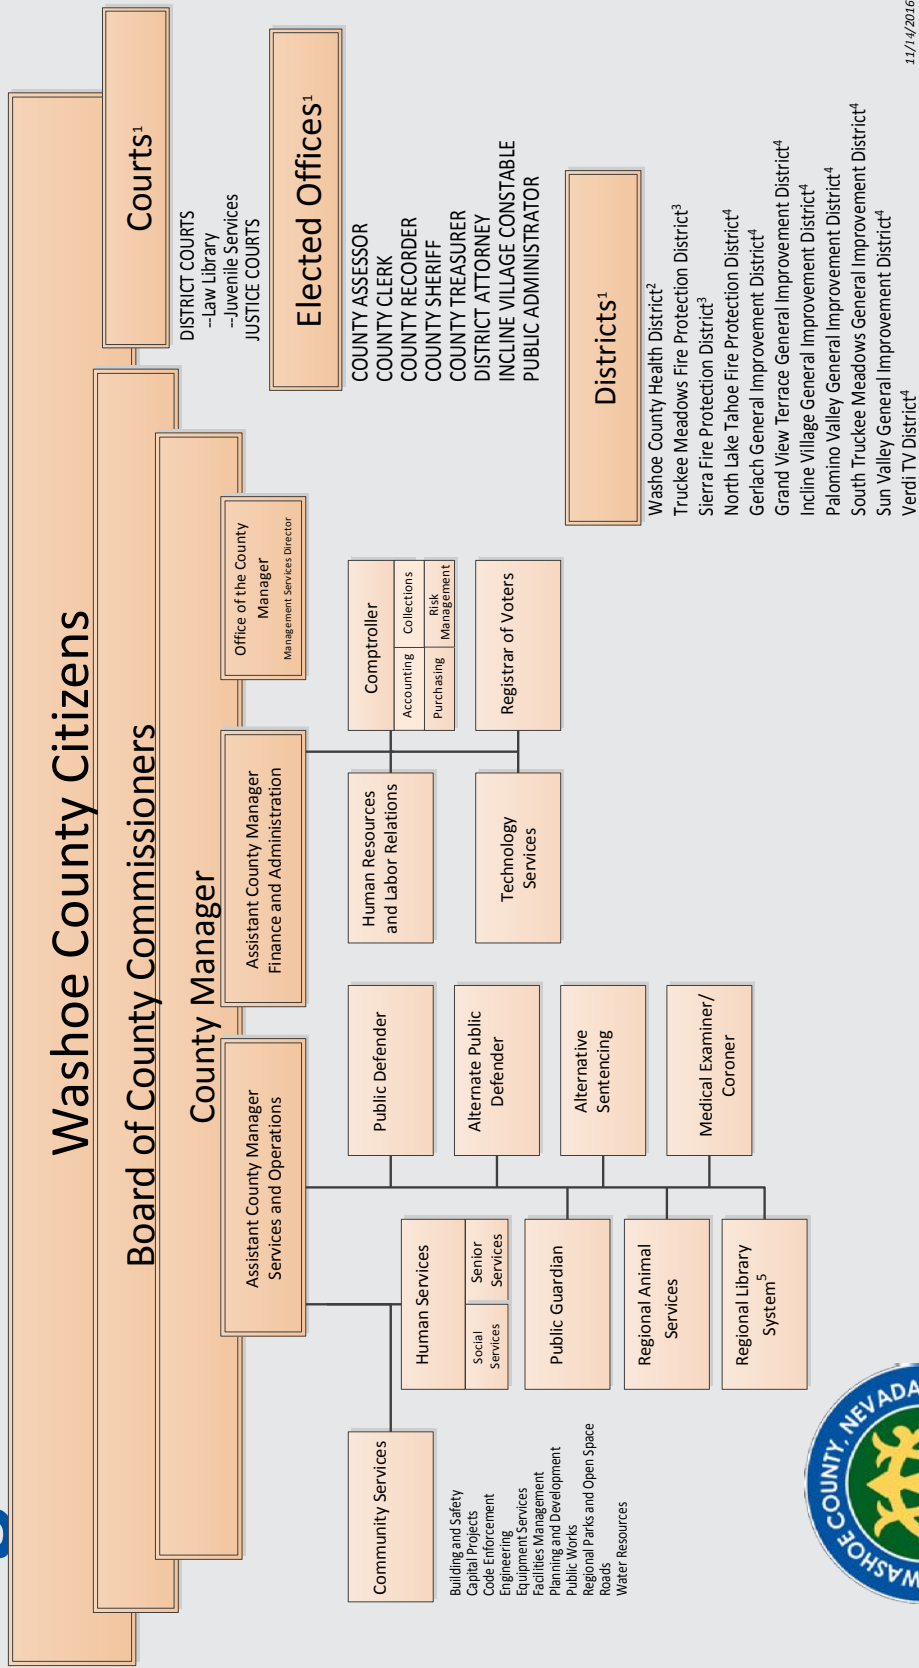 Washoe County Citizens
Board of County Commissioners
County Manager
Assistant County Manager
Services and Operations
Assistant County Manager
Finance and Administration
Office of the County
Manager
Management Services Director
Courts¹
DISTRICT COURTS
--Law Library
--Juvenile Services
JUSTICE COURTS
Elected Offices¹
COUNTY ASSESSOR
COUNTY CLERK
COUNTY RECORDER
COUNTY SHERIFF
COUNTY TREASURER
DISTRICT ATTORNEY
INCLINE VILLAGE CONSTABLE
PUBLIC ADMINISTRATOR
Community Services
Building and Safety
Capital Projects
Code Enforcement
Engineering
Equipment Services
Facilities Management
Planning and Development
Public Works
Regional Parks and Open Space
Roads
Water Resources
Human Services
Social
Services
Senior
Services
Public Guardian
Regional Animal
Services
Regional Library
System⁵
Public Defender
Alternate Public
Defender
Alternative
Sentencing
Medical Examiner/
Coroner
Human Resources
and Labor Relations
Technology
Services
Comptroller
Accounting
Collections
Purchasing
Risk
Management
Registrar of Voters
Districts¹
Washoe County Health District²
Truckee Meadows Fire Protection District³
Sierra Fire Protection District³
North Lake Tahoe Fire Protection District⁴
Gerlach General Improvement District⁴
Grand View Terrace General Improvement District⁴
Incline Village General Improvement District⁴
Palomino Valley General Improvement District⁴
South Truckee Meadows General Improvement District⁴
Sun Valley General Improvement District⁴
Verdi TV District⁴
WASHOE COUNTY, NEVADA
11/14/2016